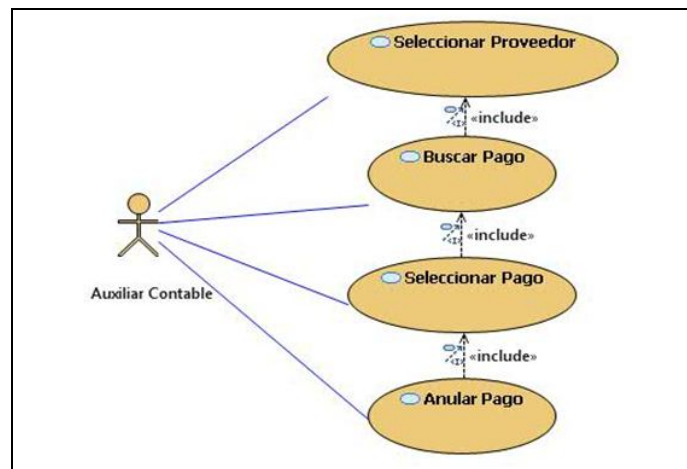 Seleccionar Proveedor
«include»
Buscar Pago
«include»
Seleccionar Pago
Auxiliar Contable
«include»
Anular Pago